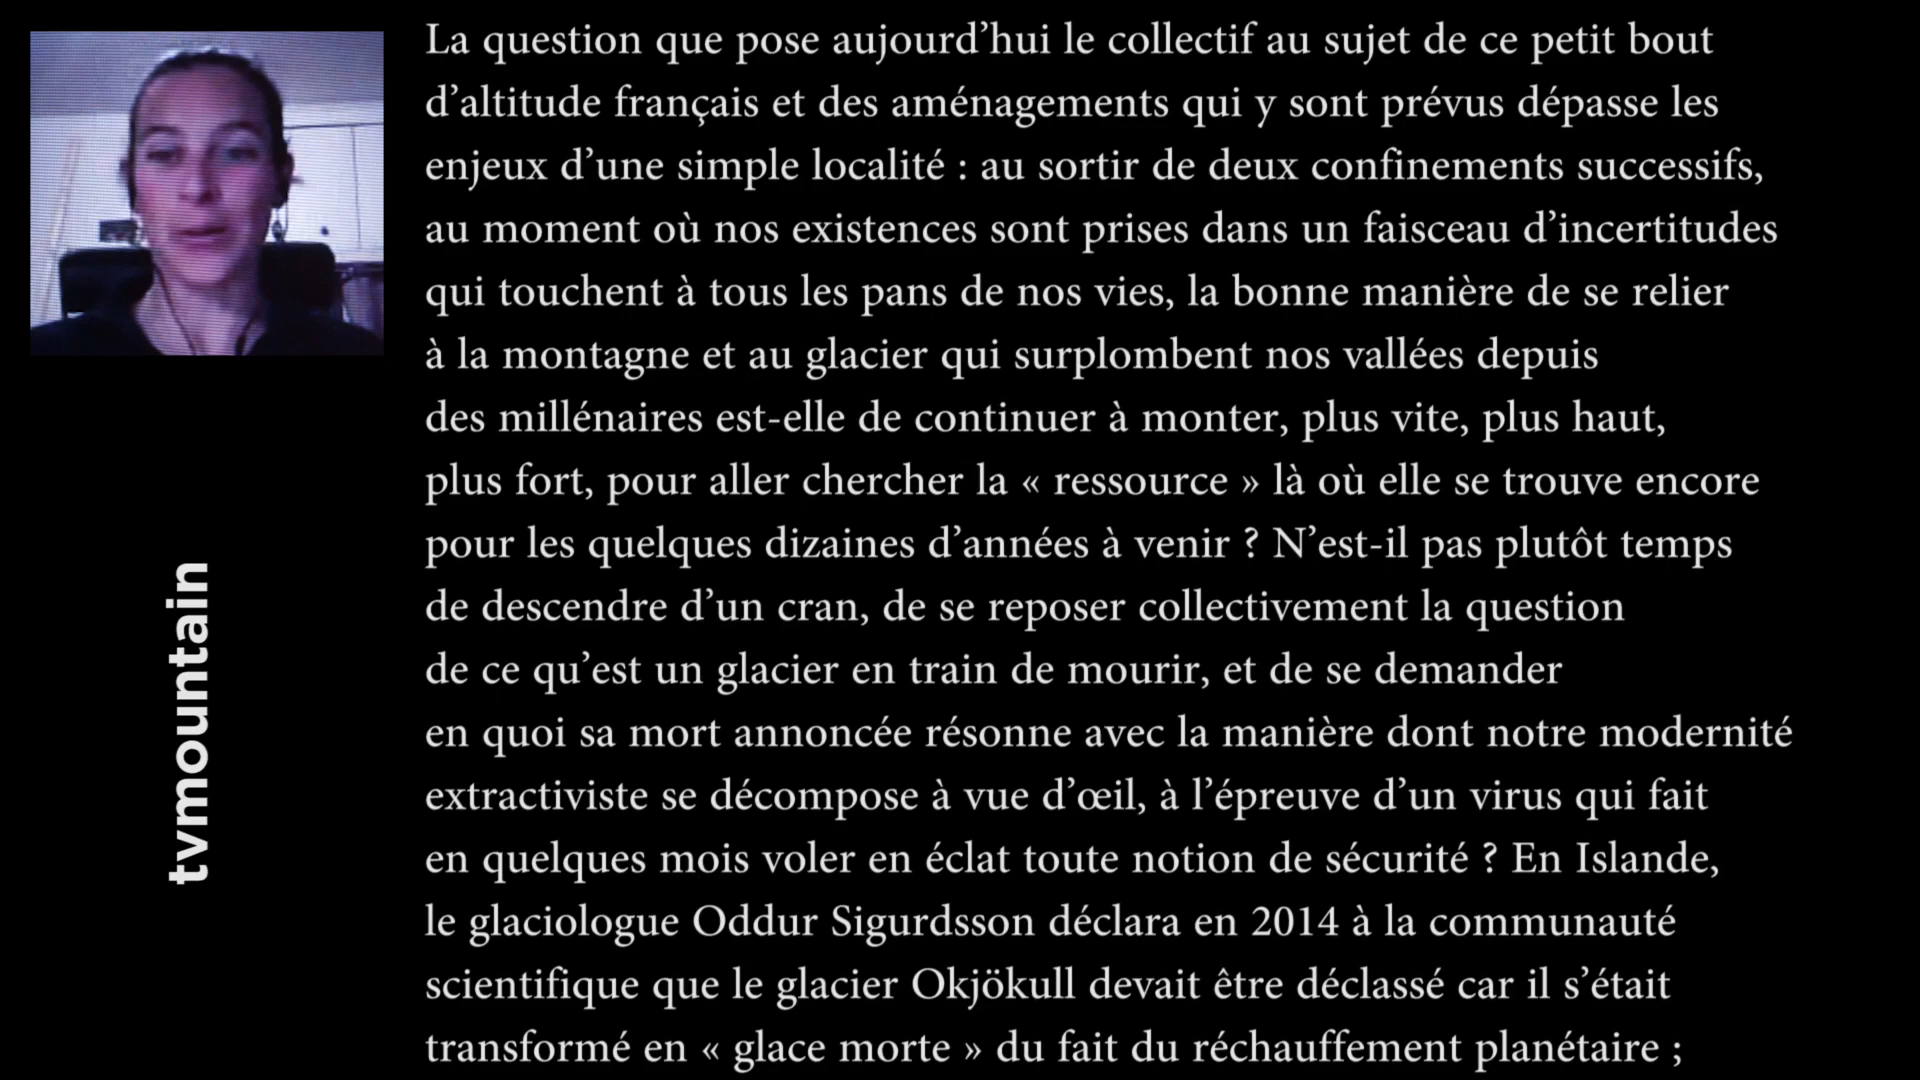 La question que pose aujourd’hui le collectif au sujet de ce petit bout
d’altitude français et des aménagements qui y sont prévus dépasse les
enjeux d’une simple localité : au sortir de deux confinements successifs,
au moment où nos existences sont prises dans un faisceau d’incertitudes
qui touchent à tous les pans de nos vies, la bonne manière de se relier
à la montagne et au glacier qui surplombent nos vallées depuis
des millénaires est-elle de continuer à monter, plus vite, plus haut,
plus fort, pour aller chercher la « ressource » là où elle se trouve encore
pour les quelques dizaines d’années à venir ? N’est-il pas plutôt temps
de descendre d’un cran, de se reposer collectivement la question
de ce qu’est un glacier en train de mourir, et de se demander
en quoi sa mort annoncée résonne avec la manière dont notre modernité
extractiviste se décompose à vue d’œil, à l’épreuve d’un virus qui fait
en quelques mois voler en éclat toute notion de sécurité ? En Islande,
le glaciologue Oddur Sigurdsson déclara en 2014 à la communauté
scientifique que le glacier Okjökull devait être déclassé car il s’était
transformé en « glace morte » du fait du réchauffement planétaire ;
tvmountain